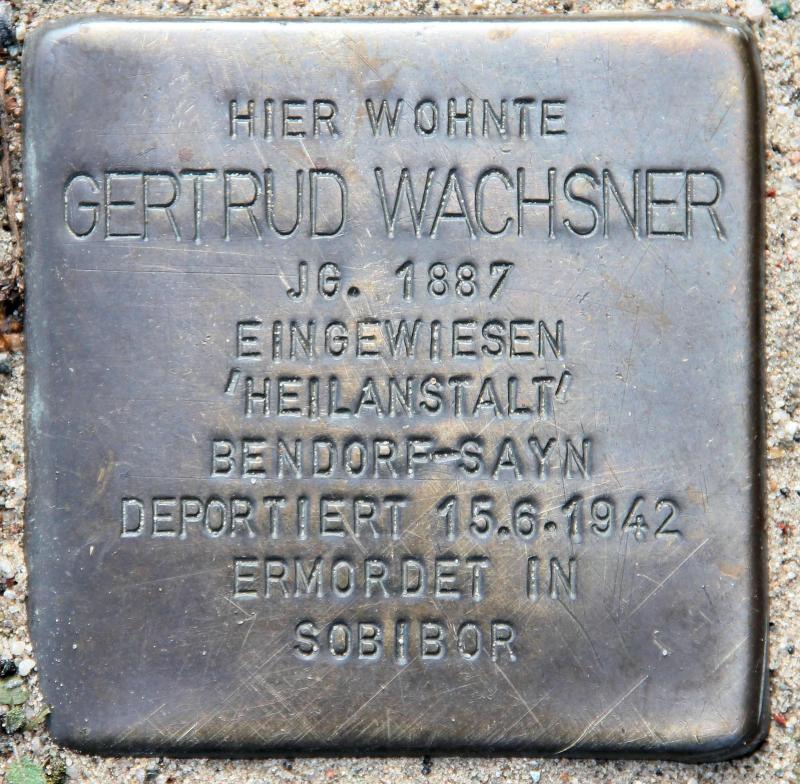 HIER WOHNTE
GERTRUD WACHSNER
JG. 1887
EINGEWIESEN
'HEILANSTALT'
BENDORF-SAYN
DEPORTIERT 15.6.1942
ERMORDET IN
SOBIBOR